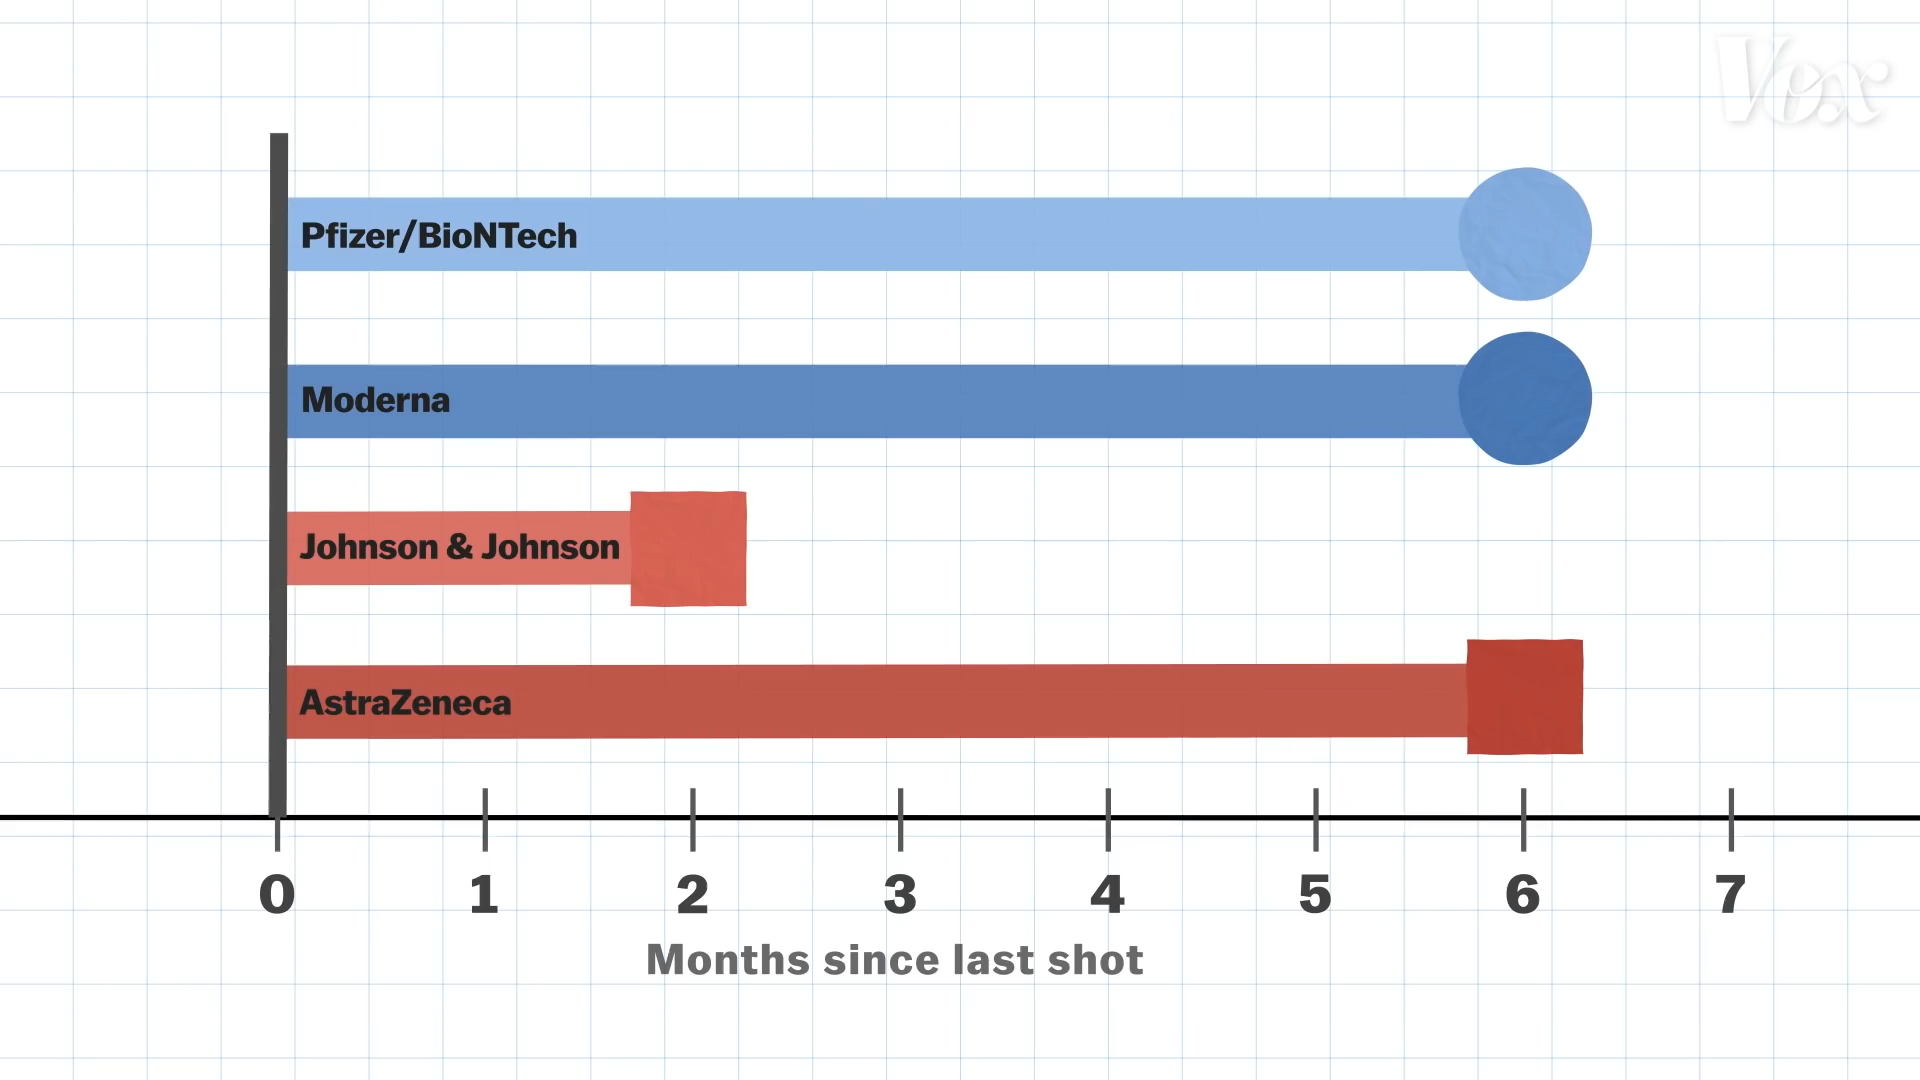 Vox
Pfizer/BioNTech
Moderna
Johnson & Johnson
AstraZeneca
0 1 2 3 4 5 6 7
Months since last shot